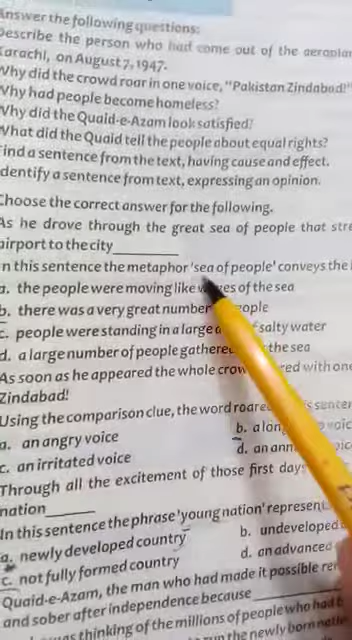 Answer the following questions:
Describe the person who had come out of the aeroplan
Karachi, on August 7, 1947.
Why did the crowd roar in one voice, "Pakistan Zindabad!"
Why had people become homeless?
Why did the Quaid-e-Azam look satisfied?
What did the Quaid tell the people about equal rights?
Find a sentence from the text, having cause and effect.
Identify a sentence from text, expressing an opinion.
Choose the correct answer for the following.
As he drove through the great sea of people that stre
airport to the city
In this sentence the metaphor 'sea of people' conveys the
a. the people were moving like waves of the sea
b. there was a very great number people
c. people were standing in a large salty water
d. a large number of people gathered the sea
As soon as he appeared the whole crow red with one
Zindabad!
Using the comparison clue, the word roared s senten
a. an angry voice b. a long voic
c. an irritated voice d. an ann oic
Through all the excitement of those first days
nation
In this sentence the phrase 'young nation' represent
a. newly developed country b. undeveloped
c. not fully formed country d. an advanced
Quaid-e-Azam, the man who had made it possible rem
and sober after independence because
was thinking of the millions of people who had b
the newly born natio